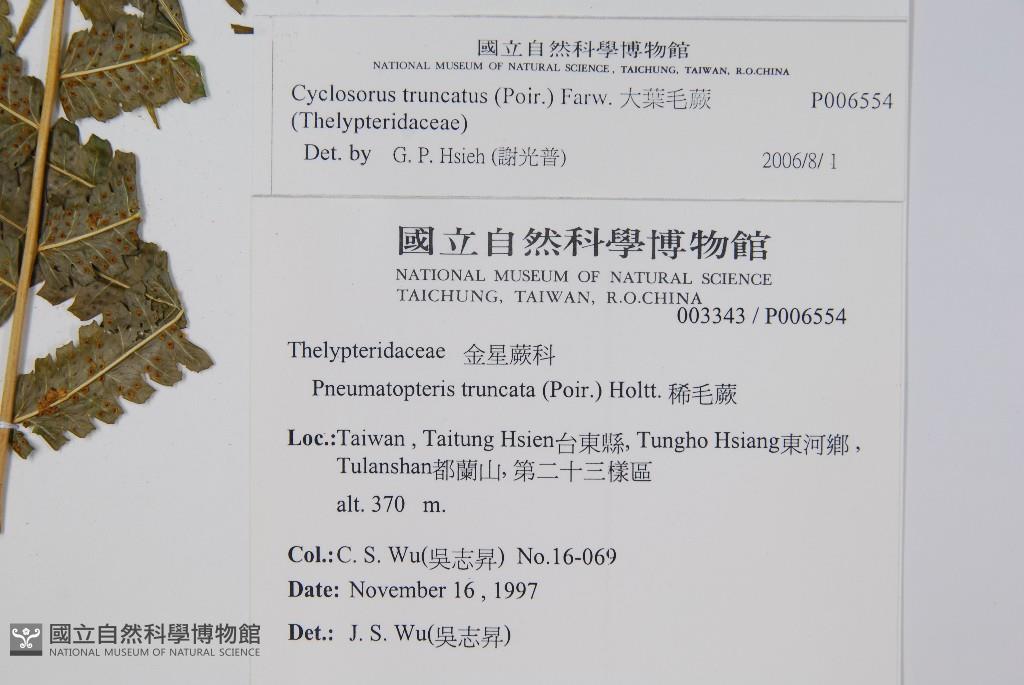 國立自然科學博物館
NATIONAL MUSEUM OF NATURAL SCIENCE, TAICHUNG, TAIWAN, R.O.CHINA
Cyclosorus truncatus (Poir.) Farw. 大葉毛蕨 P006554
(Thelypteridaceae)
Det. by G. P. Hsieh (謝光普) 2006/8/ 1
國立自然科學博物館
NATIONAL MUSEUM OF NATURAL SCIENCE
TAICHUNG, TAIWAN, R.O.CHINA
003343 / P006554
Thelypteridaceae 金星蕨科
Pneumatopteris truncata (Poir.) Holtt. 稀毛蕨
Loc.:Taiwan , Taitung Hsien台東縣, Tungho Hsiang東河鄉 ,
Tulanshan都蘭山, 第二十三樣區
alt. 370 m.
Col.:C. S. Wu(吳志昇) No.16-069
Date: November 16 , 1997
Det.: J. S. Wu(吳志昇)
國立自然科學博物館
NATIONAL MUSEUM OF NATURAL SCIENCE